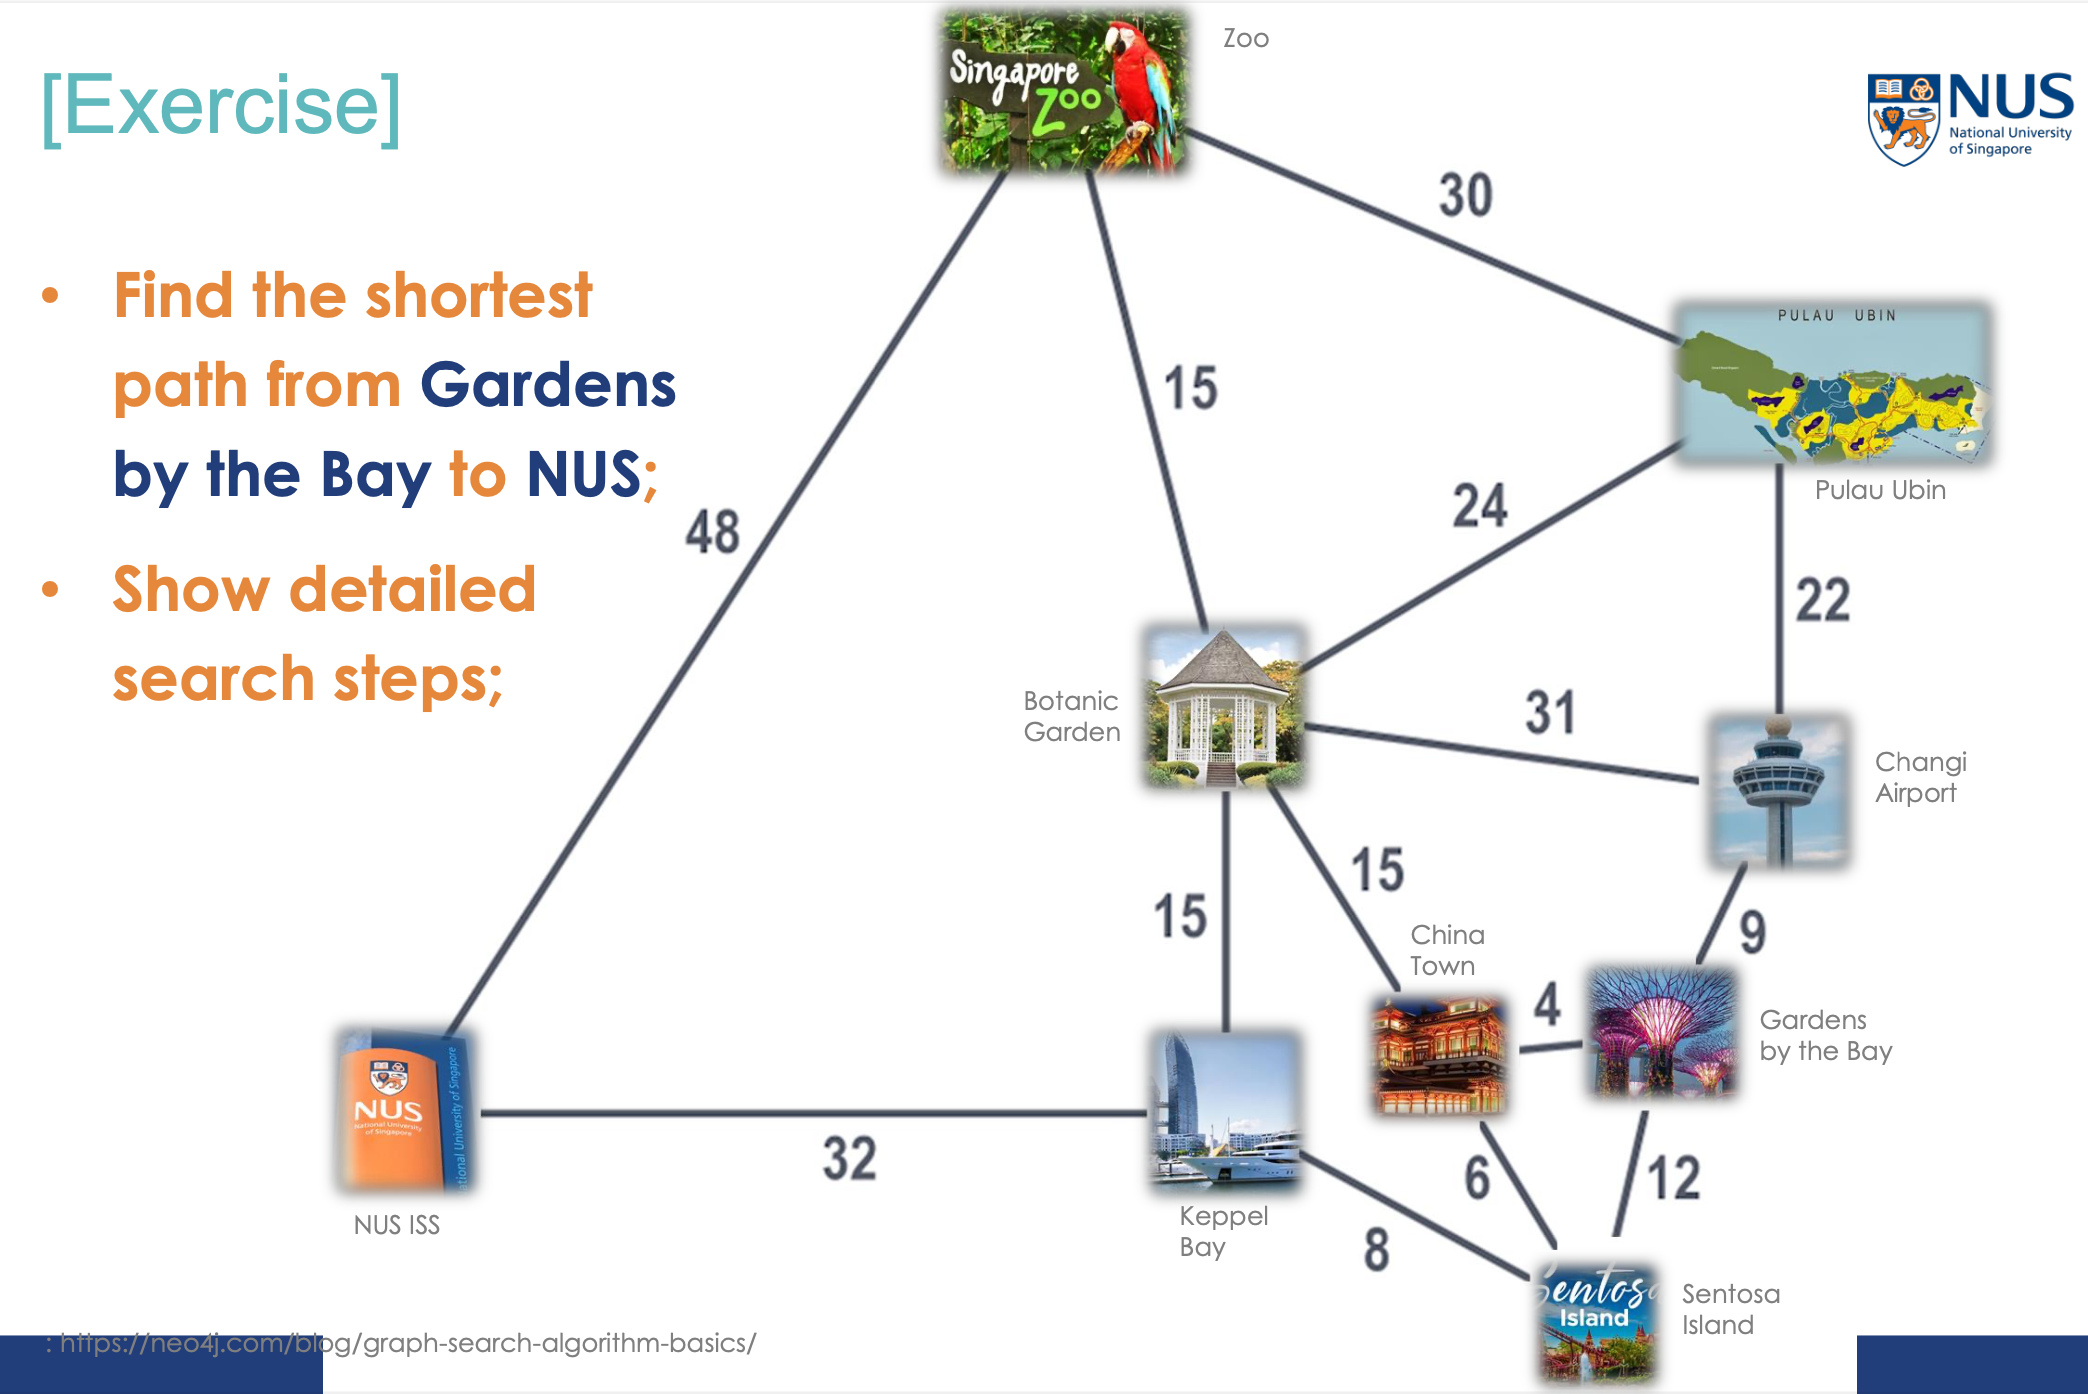 Zoo
[Exercise]
Singapore
Zoo
NUS
National University
of Singapore
30
PULAU UBIN
• Find the shortest
path from Gardens
by the Bay to NUS;
• Show detailed
search steps;
48
15
24
Pulau Ubin
22
Botanic
Garden
31
Changi
Airport
15
15
China
Town
9
4
Gardens
by the Bay
NUS
National University
of Singapore
National University of Singapore
32
6
12
NUS ISS
Keppel
Bay
8
Sentosa
Island
Sentosa
Island
: https://neo4j.com/blog/graph-search-algorithm-basics/